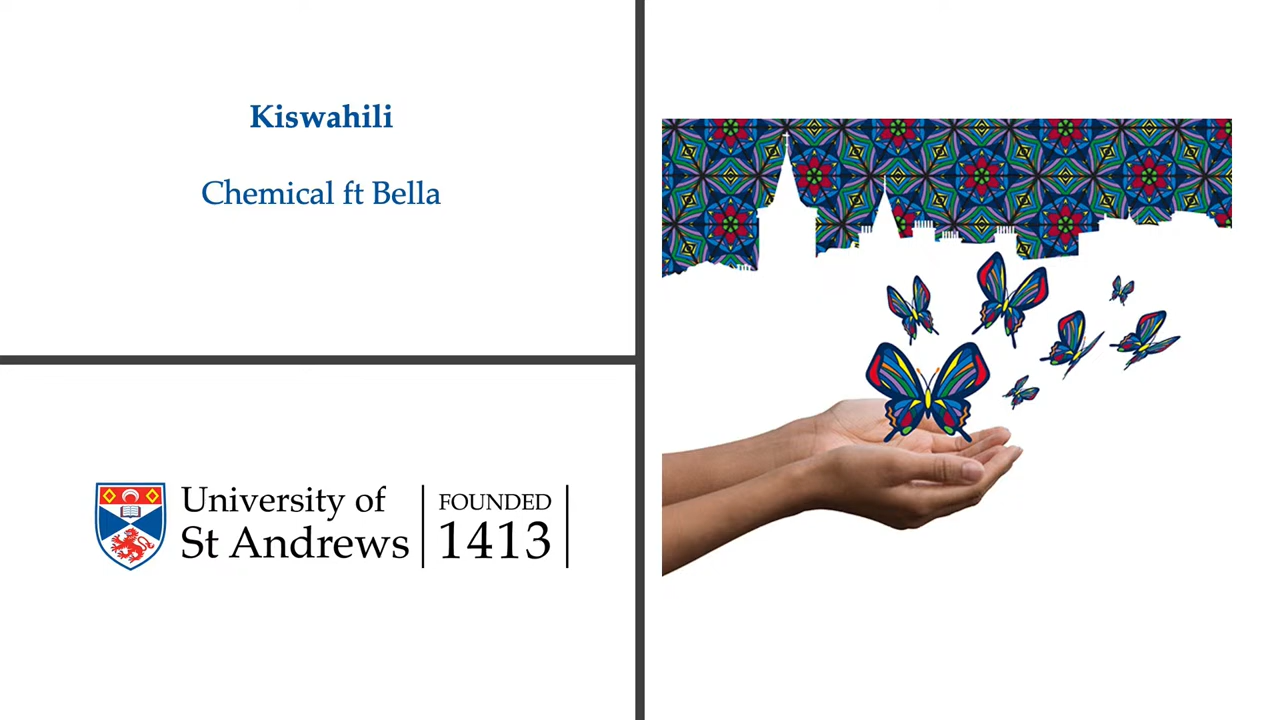 Kiswahili
Chemical ft Bella
University of
St Andrews
FOUNDED
1413